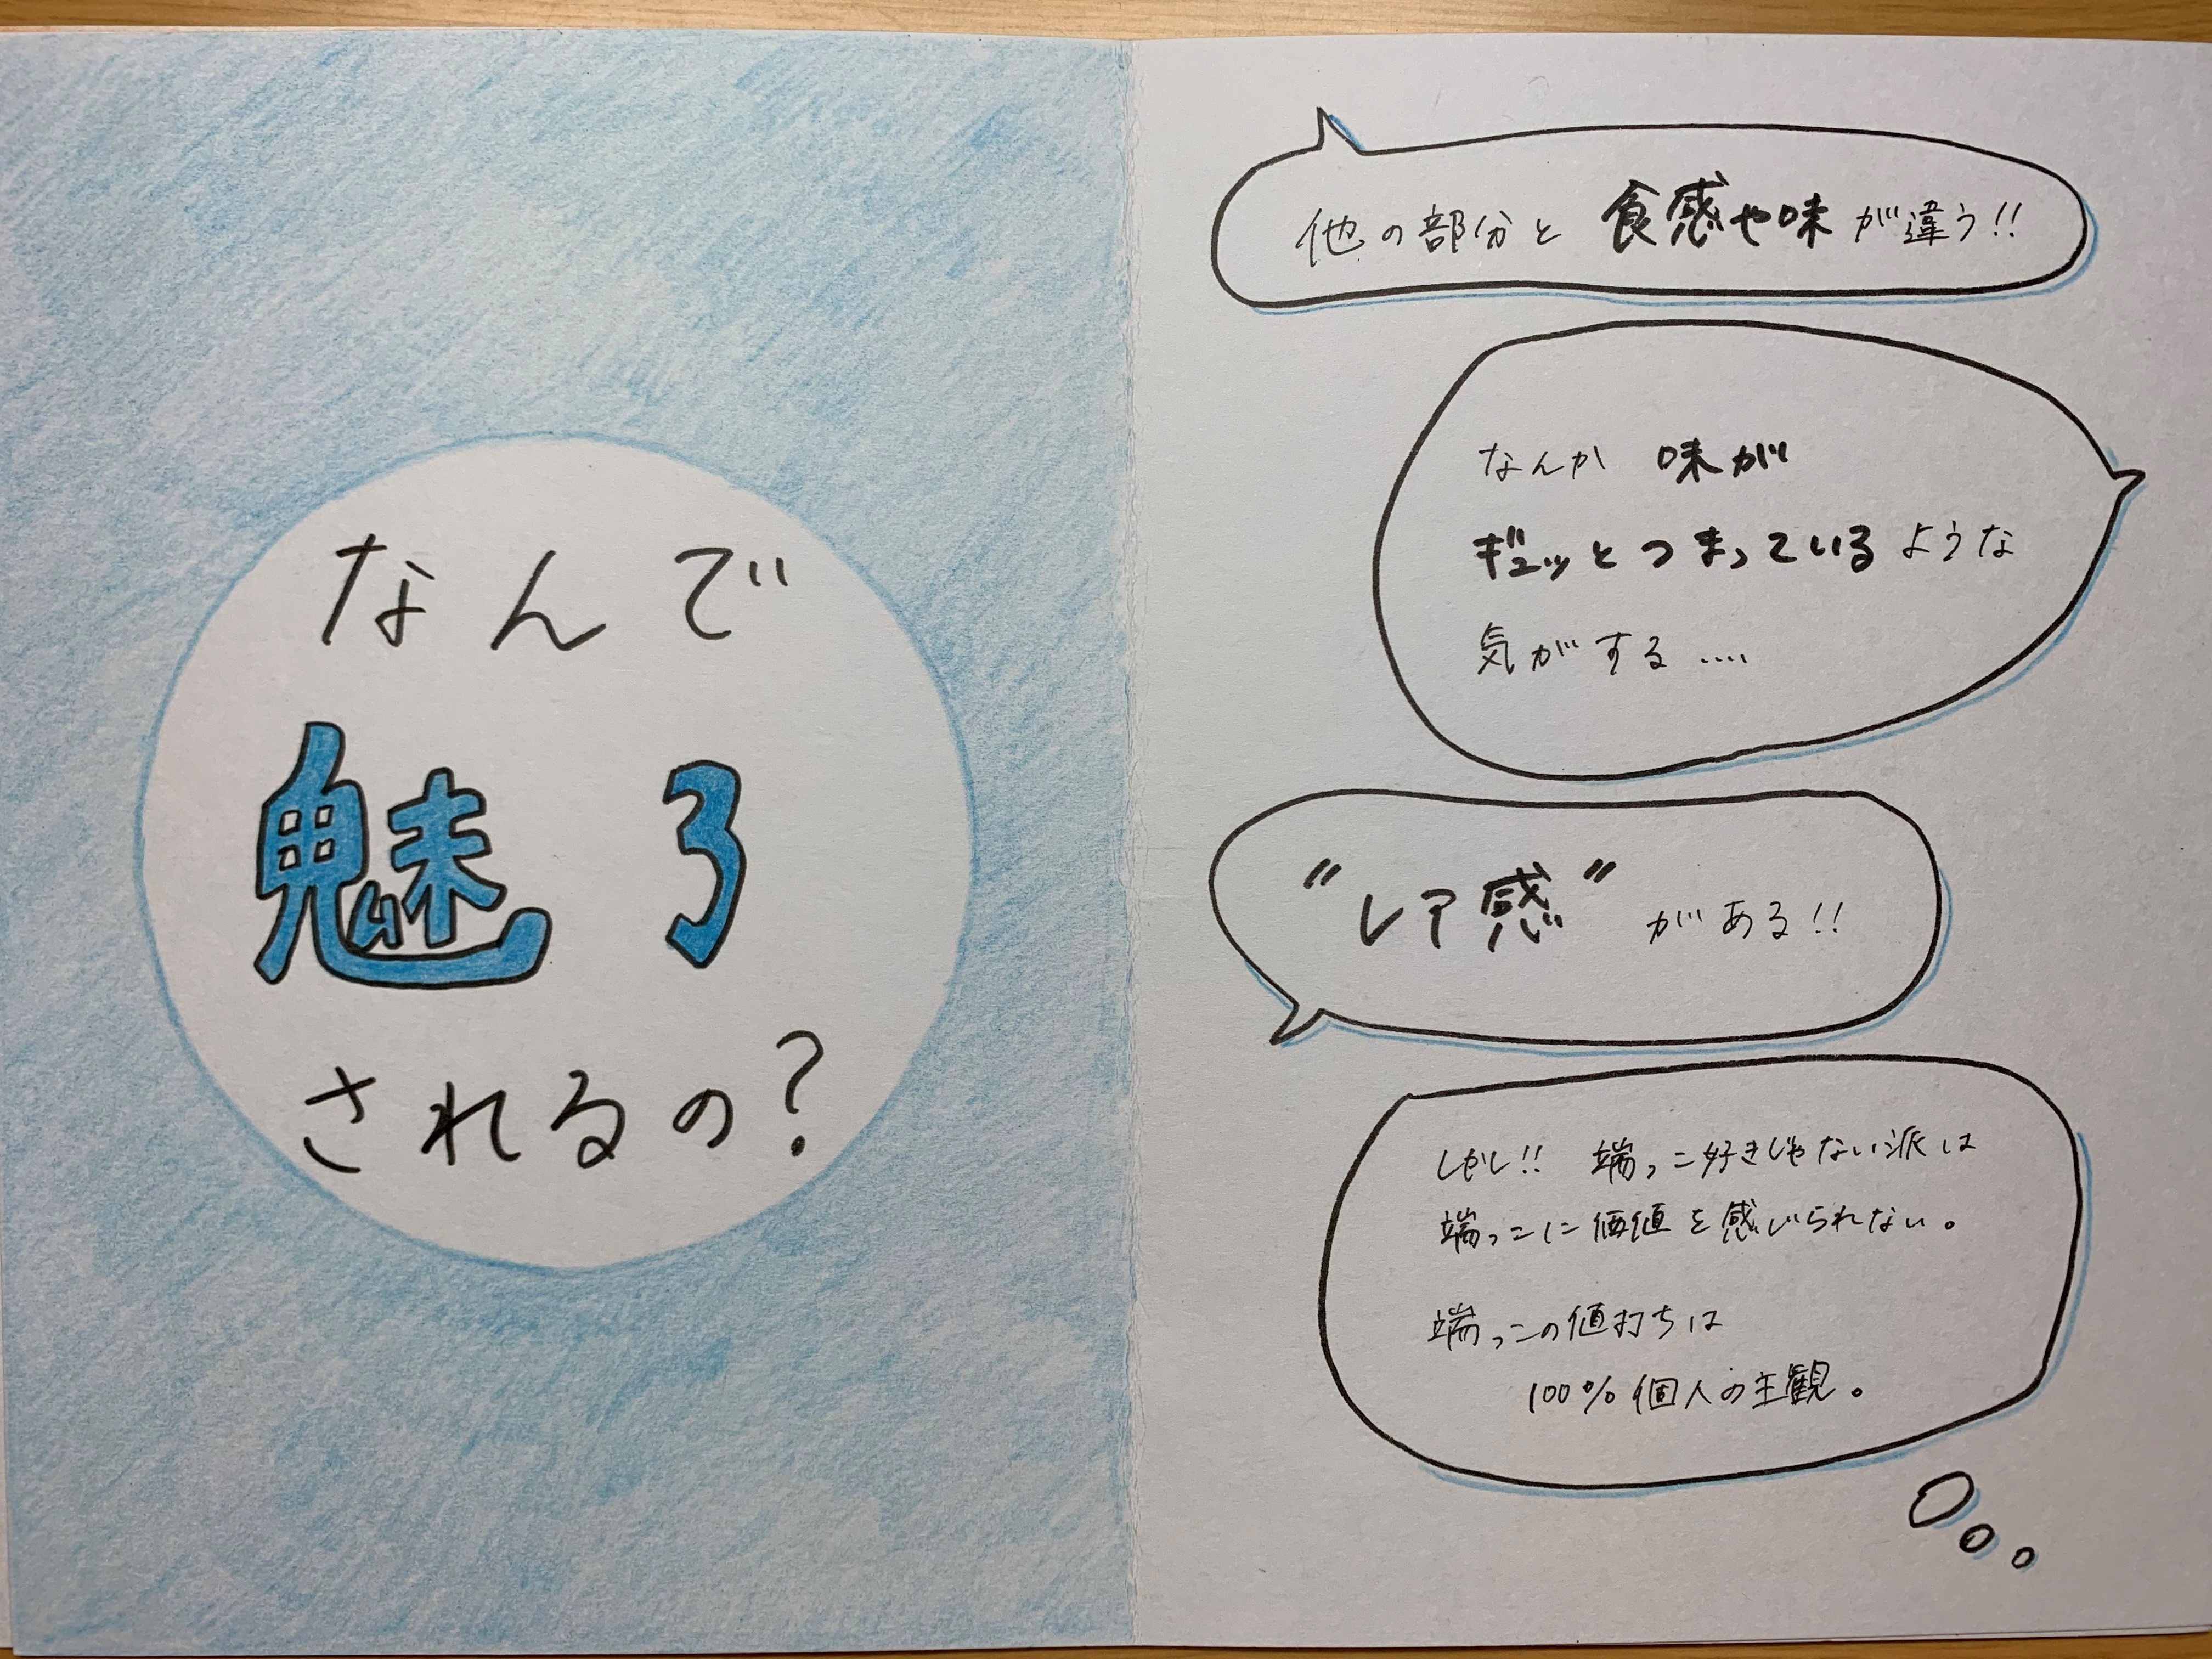 なんで
魅了
されるの?
他の部分と食感や味が違う!!
なんか 味が
ギュッとつまっているような
気がする....
"レア感"がある!!
しかし!! 端っこ好きじゃない派は
端っこに価値を感じられない。
端っこの値打ちは
100%個人の主観。